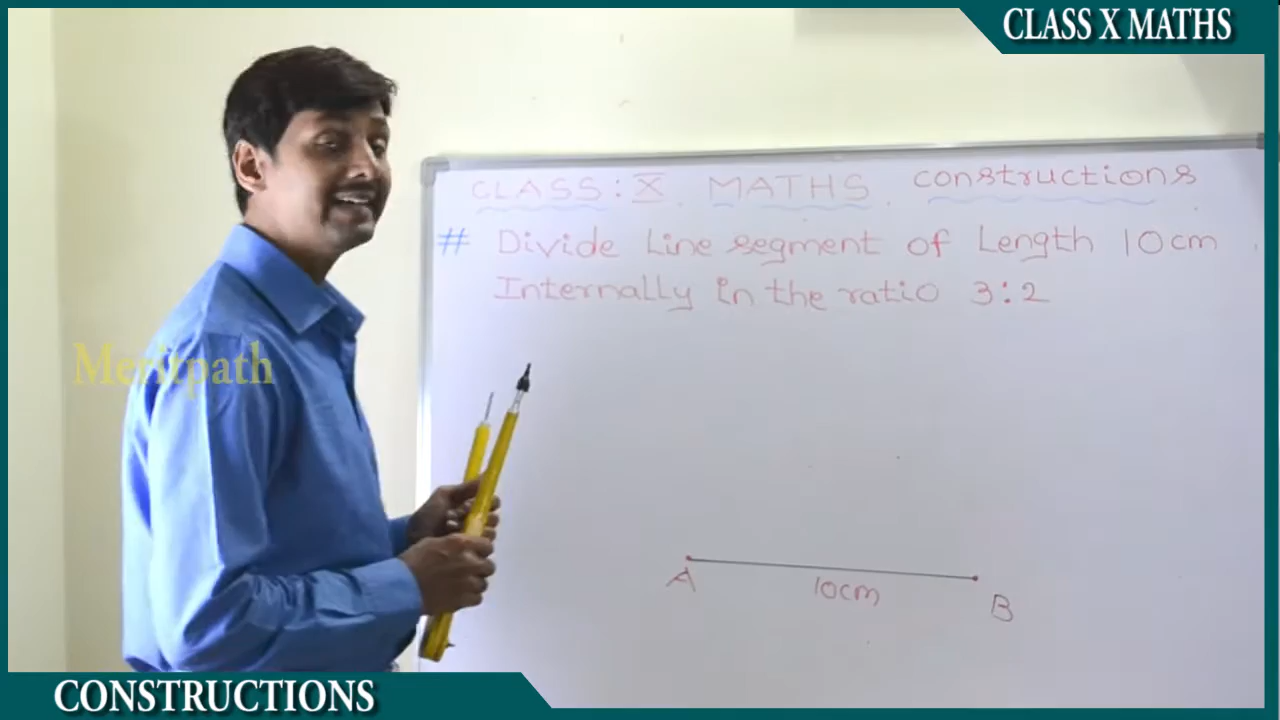 CLASS X MATHS
CLASS : X MATHS constructions
# Divide Line segment of Length 10cm
Internally in the ratio 3:2
Meritpath
A 10cm B
CONSTRUCTIONS